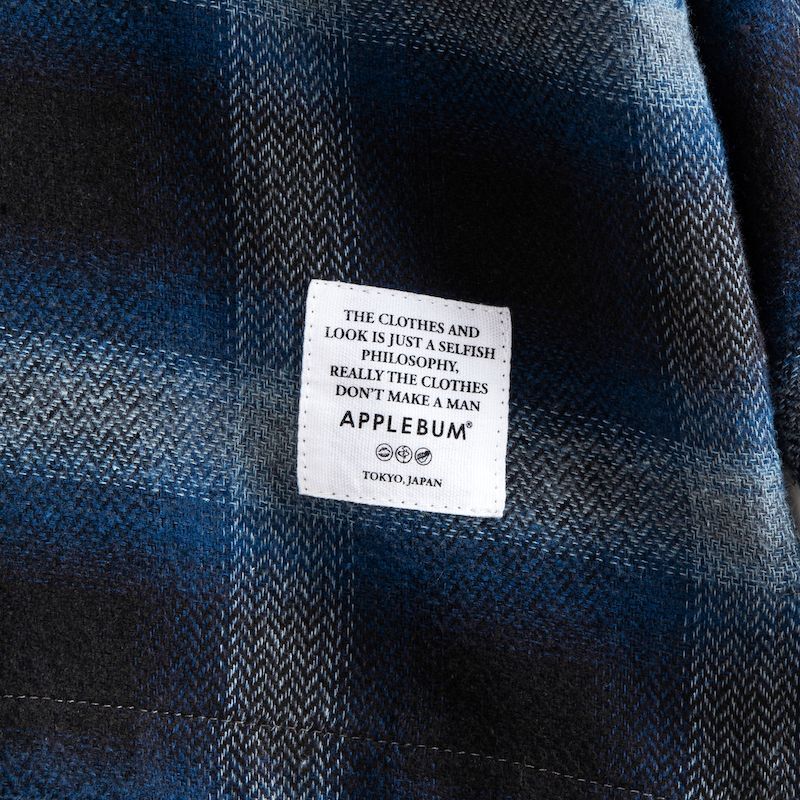 THE CLOTHES AND
LOOK IS JUST A SELFISH
PHILOSOPHY,
REALLY THE CLOTHES
DON'T MAKE A MAN
APPLEBUM®
TOKYO, JAPAN